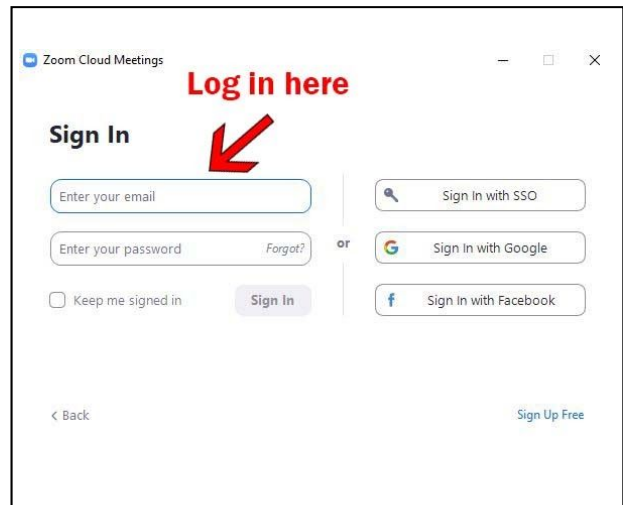 Zoom Cloud Meetings
Log in here
Sign In
Enter your email
Enter your password Forgot?
Keep me signed in Sign In
or
Sign In with SSO
Sign In with Google
Sign In with Facebook
< Back
Sign Up Free